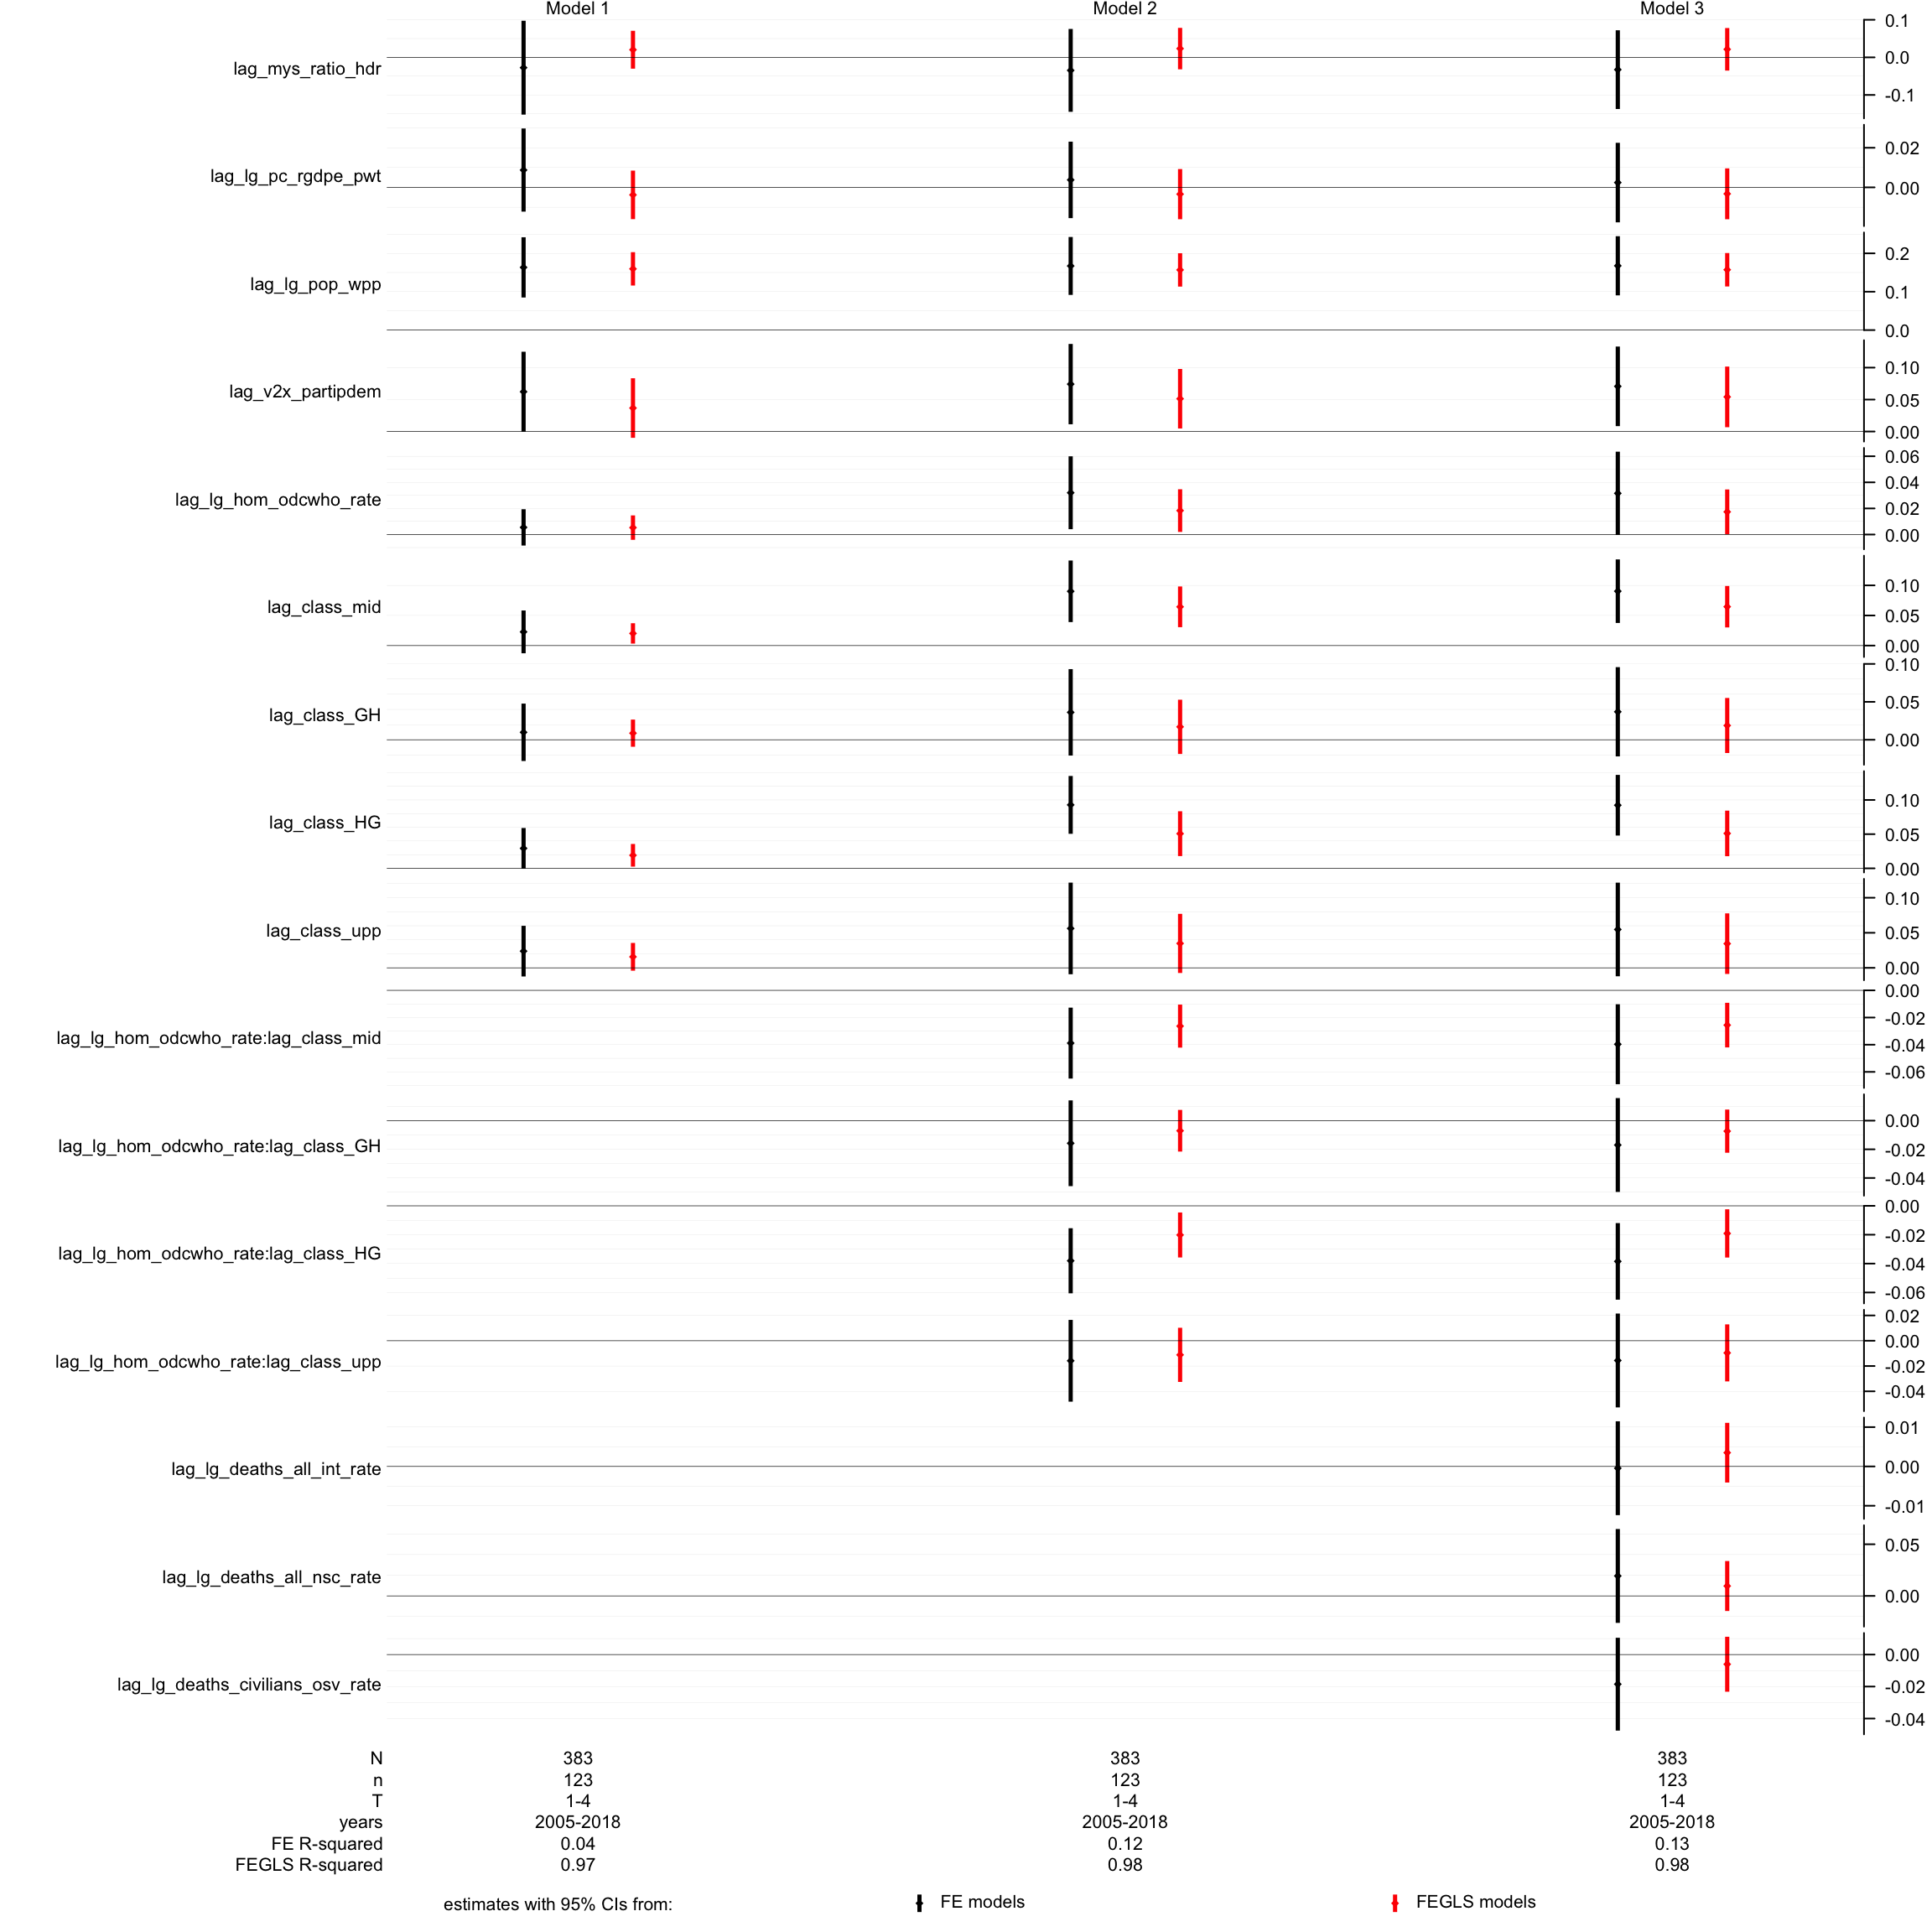 Model 1 Model 2 Model 3
lag_mys_ratio_hdr 0.1 0.0 -0.1
lag_lg_pc_rgdpe_pwt 0.02 0.00
lag_lg_pop_wpp 0.2 0.1 0.0
lag_v2x_partipdem 0.10 0.05 0.00
lag_lg_hom_odcwho_rate 0.06 0.04 0.02 0.00
lag_class_mid 0.10 0.05 0.00
lag_class_GH 0.10 0.05 0.00
lag_class_HG 0.10 0.05 0.00
lag_class_upp 0.10 0.05 0.00
lag_lg_hom_odcwho_rate:lag_class_mid 0.00 -0.02 -0.04 -0.06
lag_lg_hom_odcwho_rate:lag_class_GH 0.00 -0.02 -0.04
lag_lg_hom_odcwho_rate:lag_class_HG 0.00 -0.02 -0.04 -0.06
lag_lg_hom_odcwho_rate:lag_class_upp 0.02 0.00 -0.02 -0.04
lag_lg_deaths_all_int_rate 0.01 0.00 -0.01
lag_lg_deaths_all_nsc_rate 0.05 0.00
lag_lg_deaths_civilians_osv_rate 0.00 -0.02 -0.04
N 383 383 383
n 123 123 123
T 1-4 1-4 1-4
years 2005-2018 2005-2018 2005-2018
FE R-squared 0.04 0.12 0.13
FEGLS R-squared 0.97 0.98 0.98
estimates with 95% CIs from: FE models FEGLS models